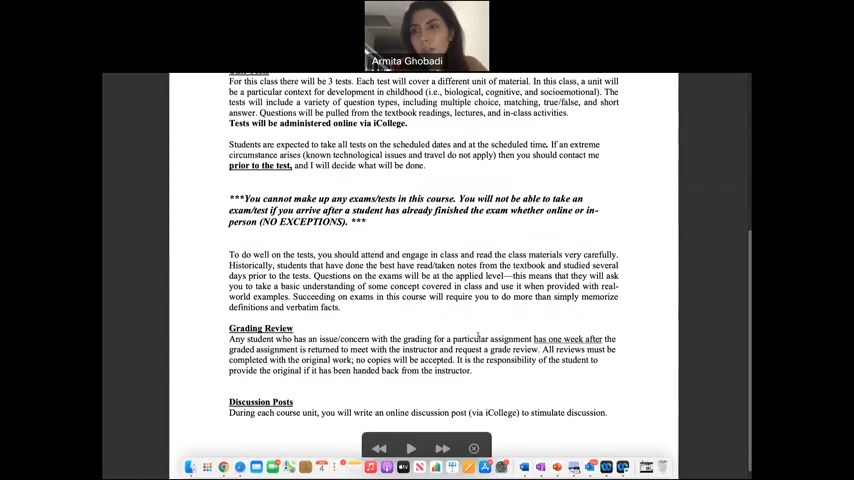 Armita Ghobadi
For this class there will be 3 tests. Each test will cover a different unit of material. In this class, a unit will
be a particular context for development in childhood (i.e., biological, cognitive, and socioemotional). The
tests will include a variety of question types, including multiple choice, matching, true/false, and short
answer. Questions will be pulled from the textbook readings, lectures, and in-class activities.
Tests will be administered online via iCollege.
Students are expected to take all tests on the scheduled dates and at the scheduled time. If an extreme
circumstance arises (known technological issues and travel do not apply) then you should contact me
prior to the test, and I will decide what will be done.
***You cannot make up any exams/tests in this course. You will not be able to take an
exam/test if you arrive after a student has already finished the exam whether online or in-
person (NO EXCEPTIONS). ***
To do well on the tests, you should attend and engage in class and read the class materials very carefully.
Historically, students that have done the best have read/taken notes from the textbook and studied several
days prior to the tests. Questions on the exams will be at the applied level—this means that they will ask
you to take a basic understanding of some concept covered in class and use it when provided with real-
world examples. Succeeding on exams in this course will require you to do more than simply memorize
definitions and verbatim facts.
Grading Review
Any student who has an issue/concern with the grading for a particular assignment has one week after the
graded assignment is returned to meet with the instructor and request a grade review. All reviews must be
completed with the original work; no copies will be accepted. It is the responsibility of the student to
provide the original if it has been handed back from the instructor.
Discussion Posts
During each course unit, you will write an online discussion post (via iCollege) to stimulate discussion.